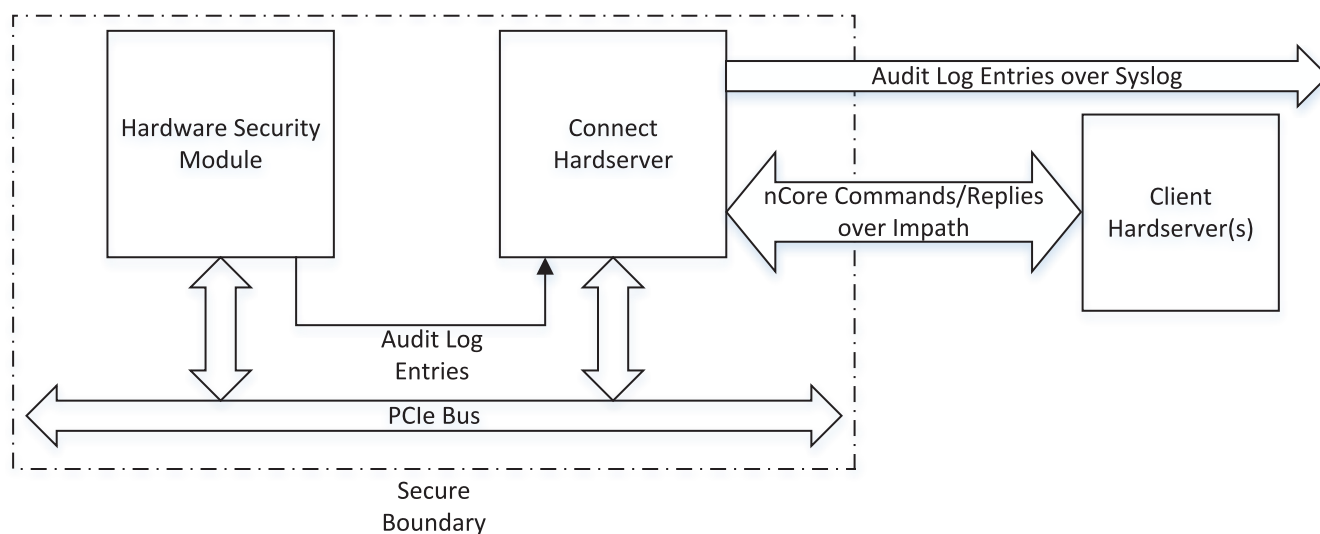 Hardware Security
Module
Connect
Hardserver
Audit Log Entries over Syslog
nCore Commands/Replies
over Impath
Client
Hardserver(s)
Audit Log
Entries
PCIe Bus
Secure
Boundary